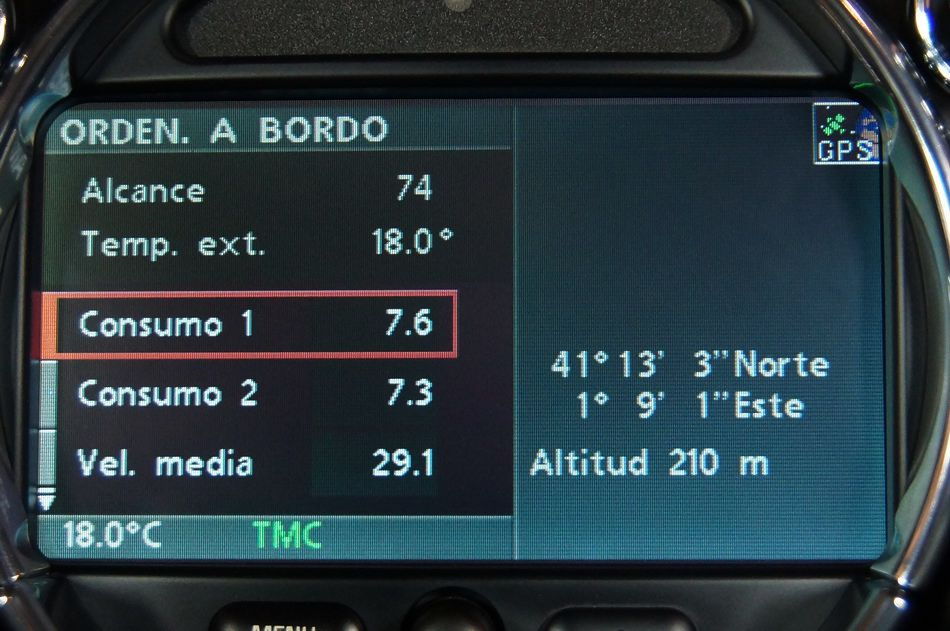 ORDEN. A BORDO
GPS
Alcance 74
Temp. ext. 18.0°
Consumo 1 7.6
Consumo 2 7.3
Vel. media 29.1
41° 13' 3" Norte
1° 9' 1" Este
Altitud 210 m
18.0°C TMC
MENU